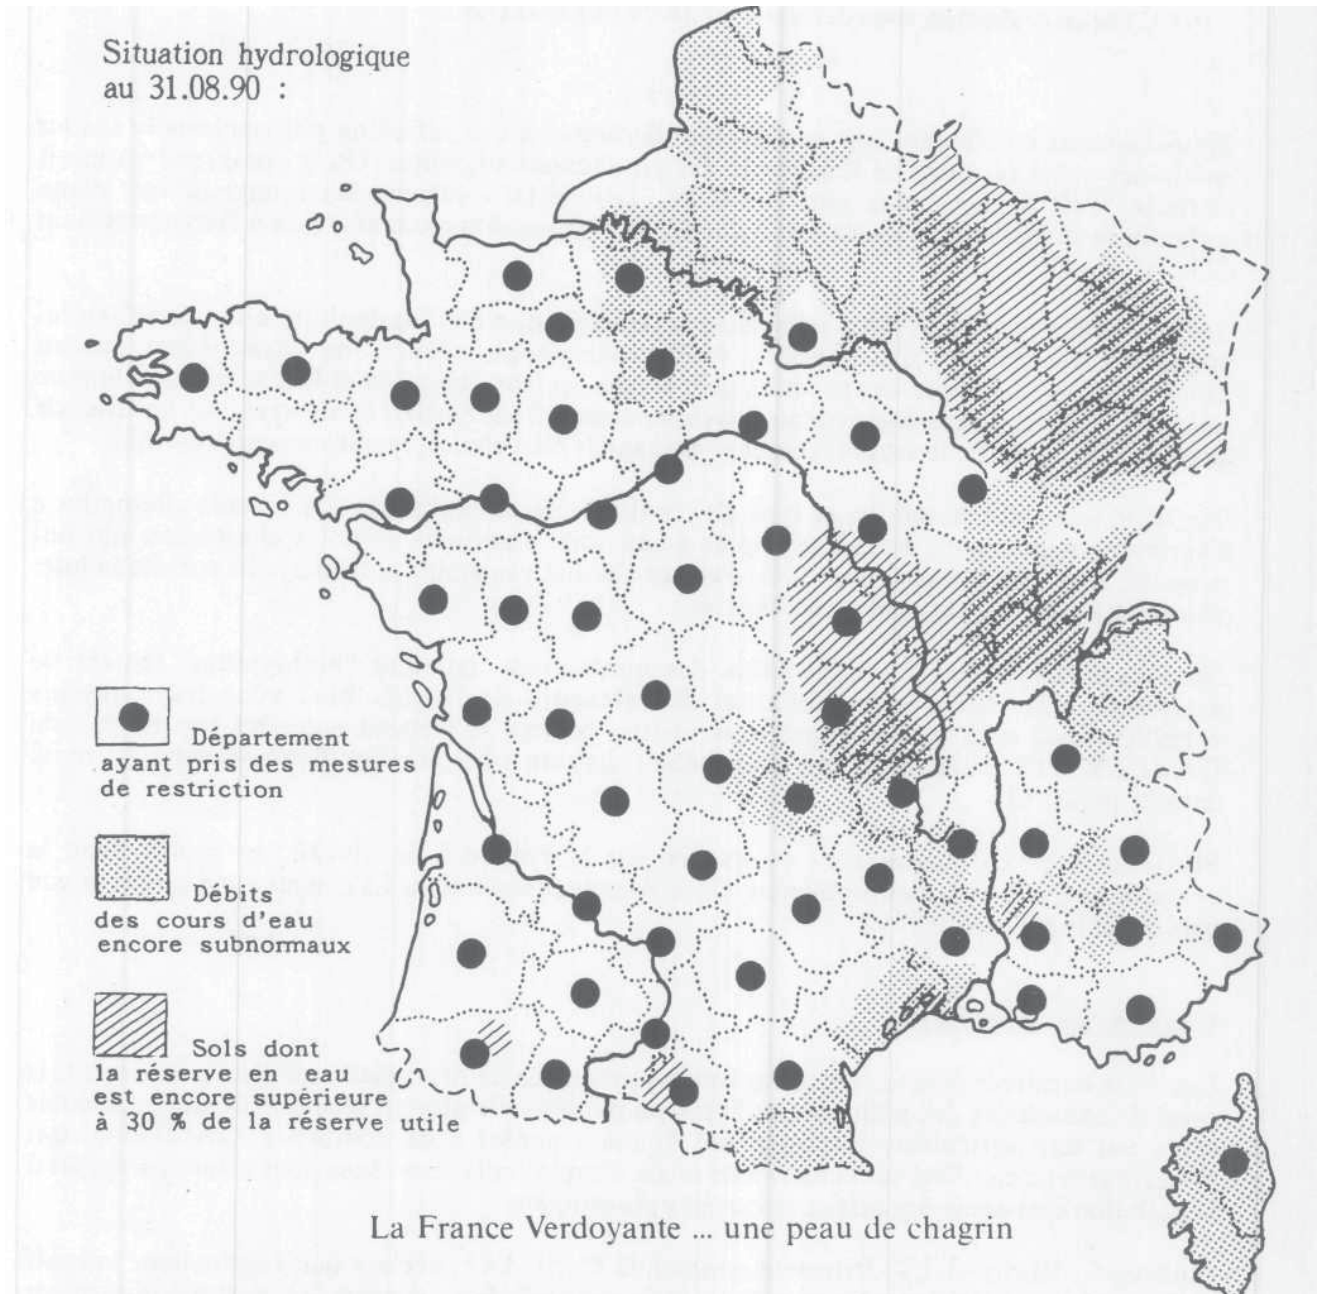 Situation hydrologique
au 31.08.90 :
Département
ayant pris des mesures
de restriction
Débits
des cours d'eau
encore subnormaux
Sols dont
la réserve en eau
est encore supérieure
à 30 % de la réserve utile
La France Verdoyante ... une peau de chagrin